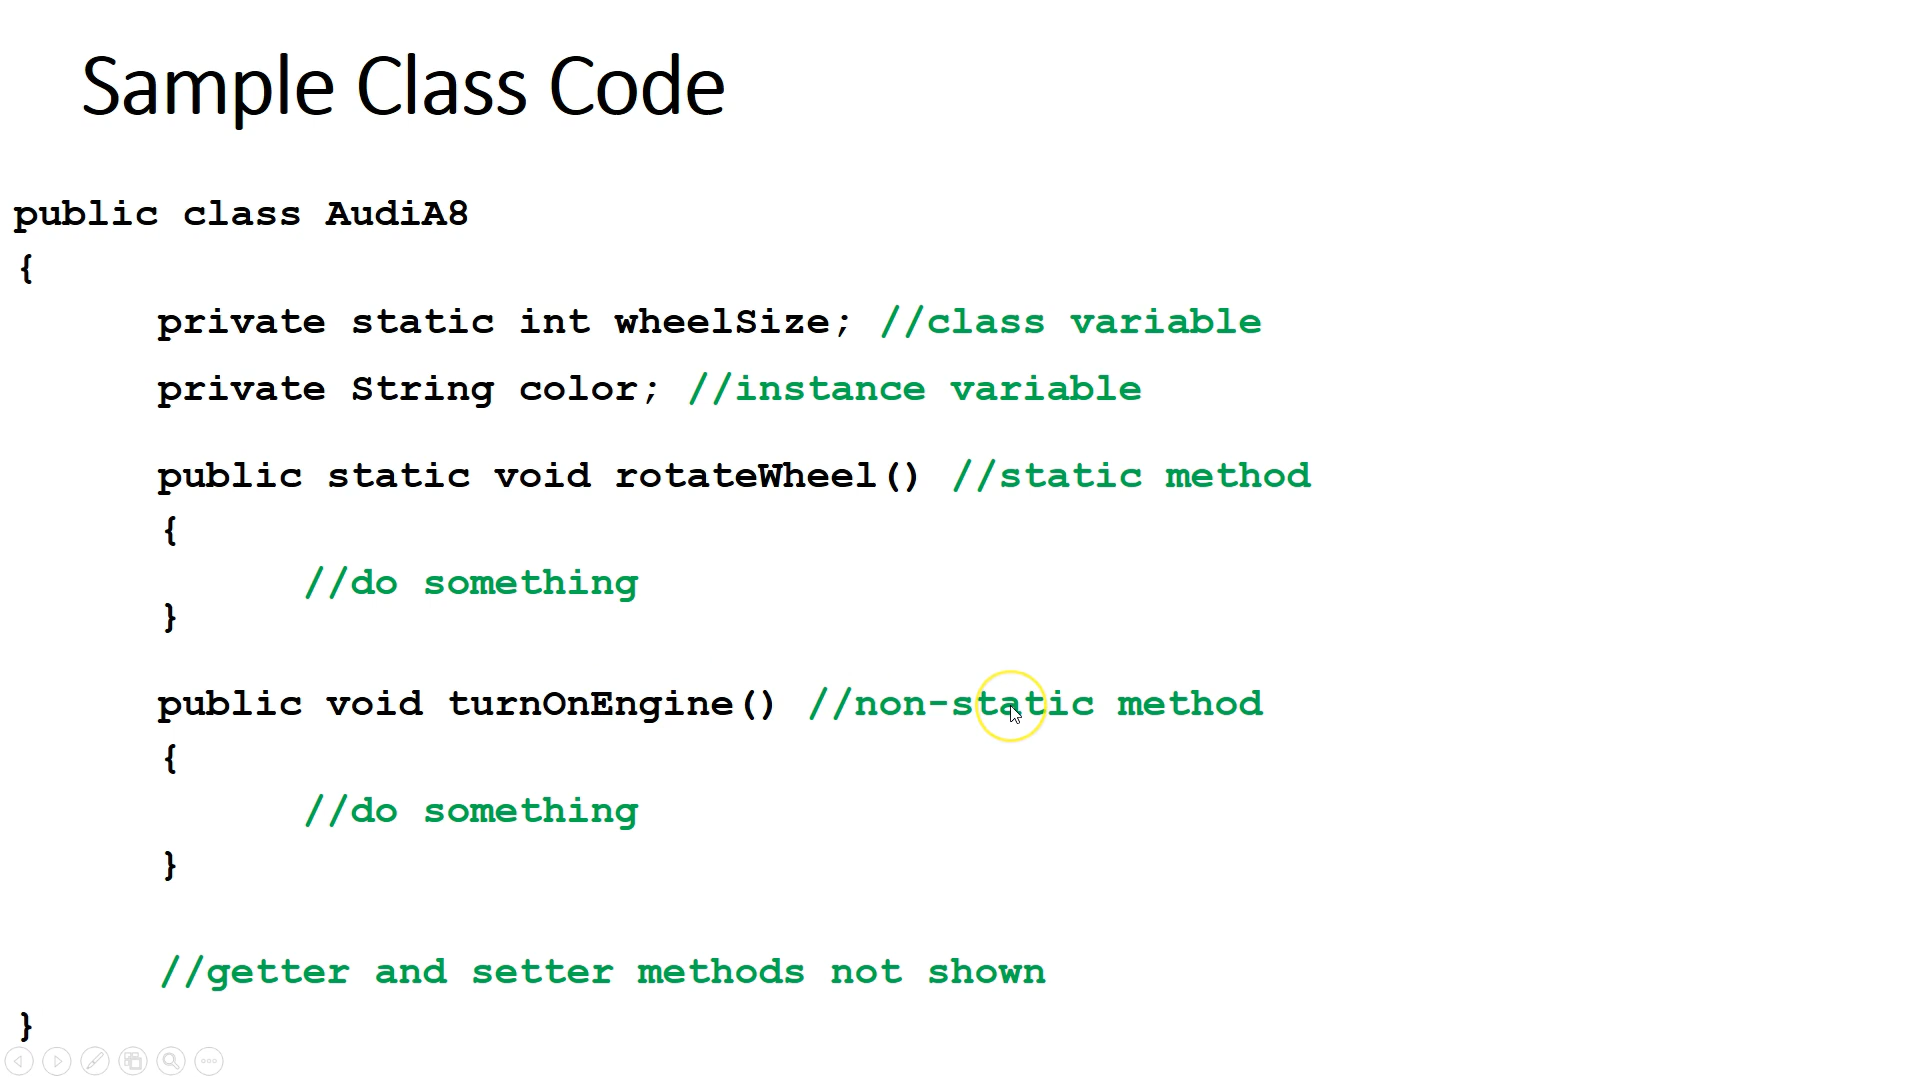 Sample Class Code
public class AudiA8
{
private static int wheelSize; //class variable
private String color; //instance variable
public static void rotateWheel() //static method
{
//do something
}
public void turnOnEngine() //non-static method
{
//do something
}
//getter and setter methods not shown
}